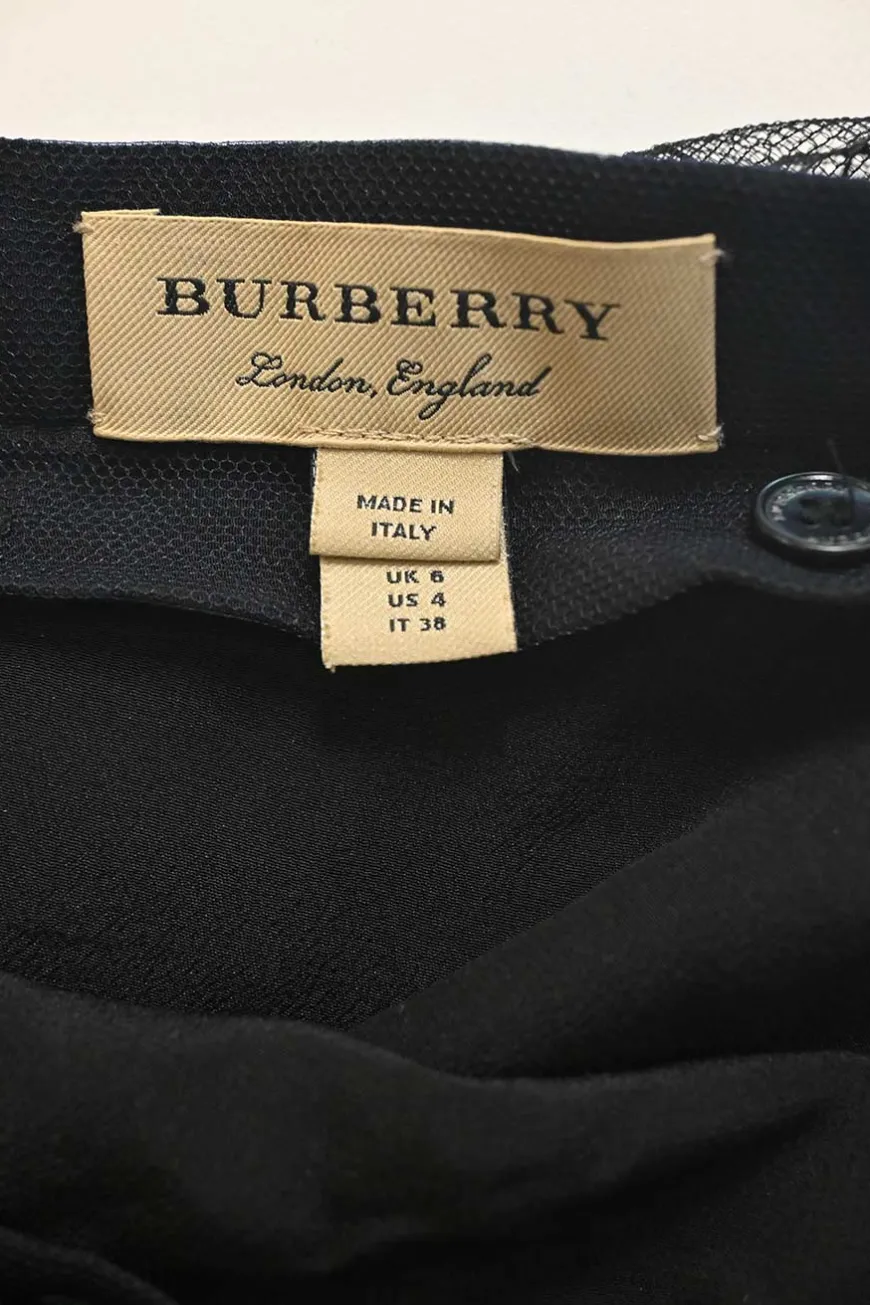 BURBERRY
London, England
MADE IN
ITALY
UK 6
US 4
IT 38